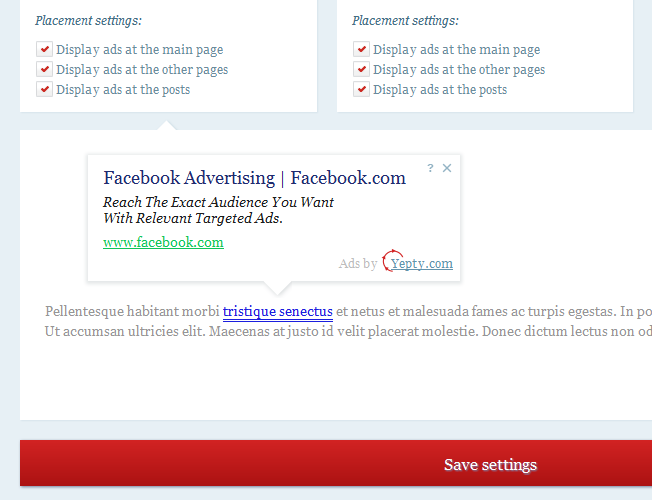 Placement settings:
Display ads at the main page
Display ads at the other pages
Display ads at the posts
Placement settings:
Display ads at the main page
Display ads at the other pages
Display ads at the posts
? ×
Facebook Advertising | Facebook.com
Reach The Exact Audience You Want
With Relevant Targeted Ads.
www.facebook.com
Ads by Yepty.com
Pellentesque habitant morbi tristique senectus et netus et malesuada fames ac turpis egestas. In po
Ut accumsan ultricies elit. Maecenas at justo id velit placerat molestie. Donec dictum lectus non od
Save settings